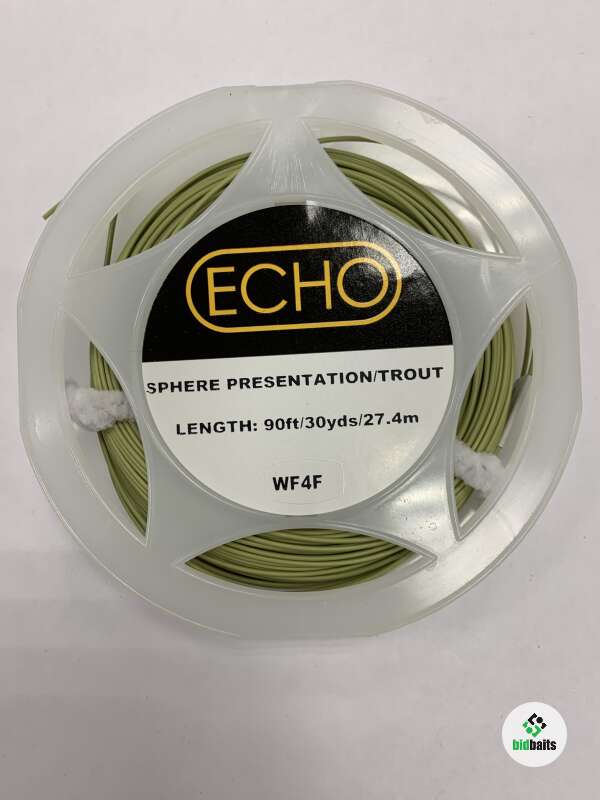 ECHO
SPHERE PRESENTATION/TROUT
LENGTH: 90ft/30yds/27.4m
WF4F
bidbaits